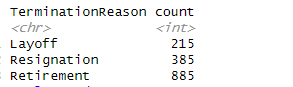 TerminationReason count
<chr> <int>
Layoff 215
Resignation 385
Retirement 885